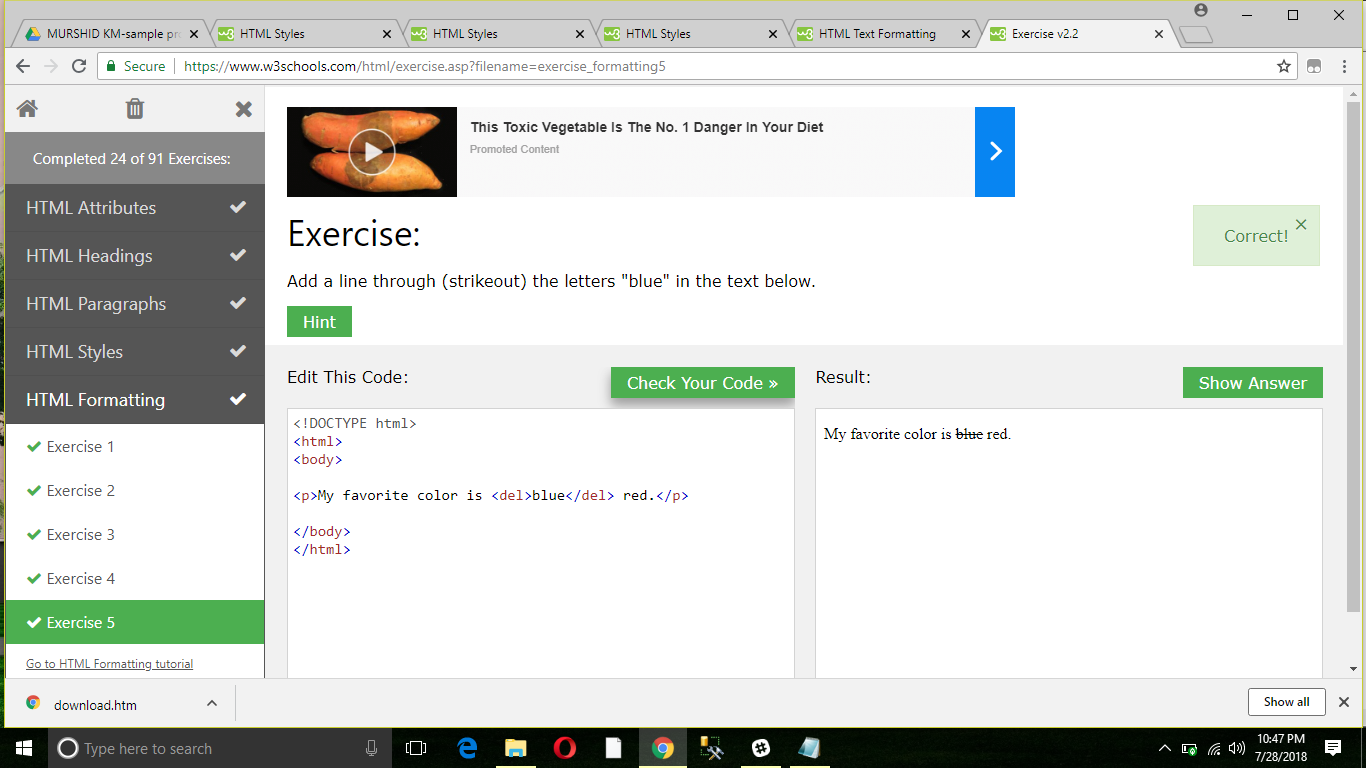 MURSHID KM-sample pr
HTML Styles
HTML Styles
HTML Styles
HTML Text Formatting
Exercise v2.2
Secure
https://www.w3schools.com/html/exercise.asp?filename=exercise_formatting5
Completed 24 of 91 Exercises:
HTML Attributes
HTML Headings
HTML Paragraphs
HTML Styles
HTML Formatting
Exercise 1
Exercise 2
Exercise 3
Exercise 4
Exercise 5
Go to HTML Formatting tutorial
This Toxic Vegetable Is The No. 1 Danger In Your Diet
Promoted Content
Exercise:
Correct!
Add a line through (strikeout) the letters "blue" in the text below.
Hint
Edit This Code:
Check Your Code »
<!DOCTYPE html>
<html>
<body>
<p>My favorite color is <del>blue</del> red.</p>
</body>
</html>
Result:
Show Answer
My favorite color is blue red.
download.htm
Show all
Type here to search
10:47 PM
7/28/2018